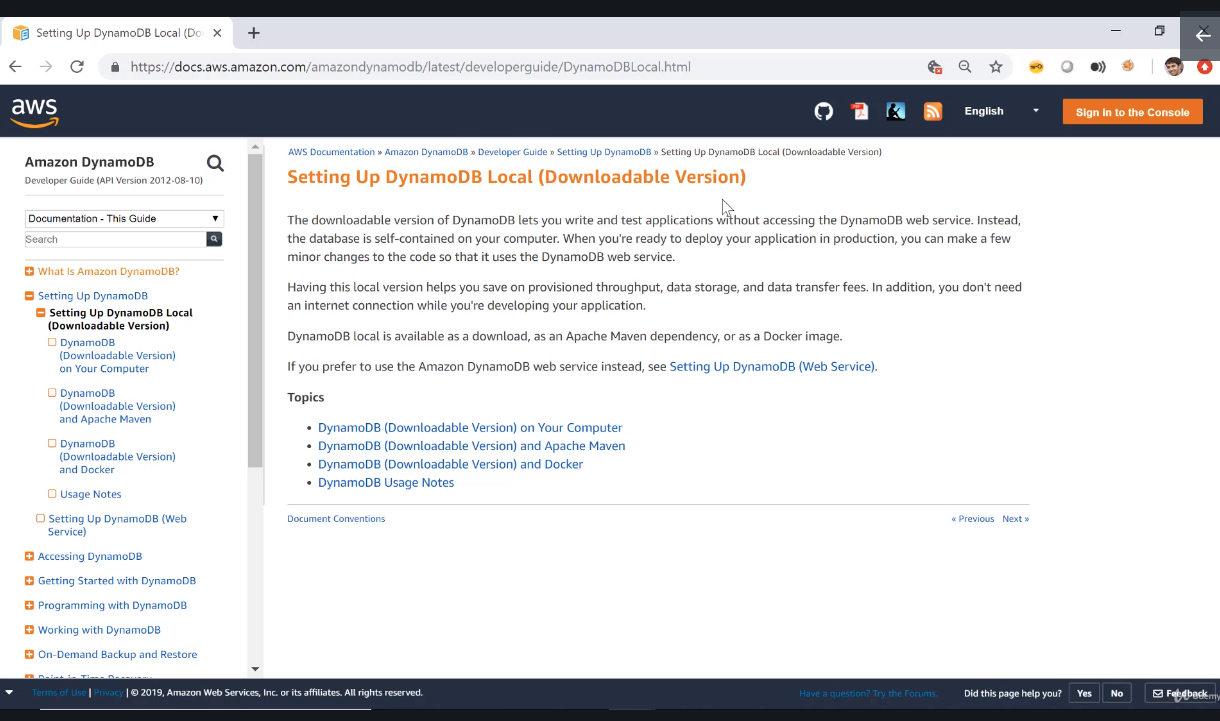 Setting Up DynamoDB Local (Do
https://docs.aws.amazon.com/amazondynamodb/latest/developerguide/DynamoDBLocal.html
aws
English
Sign In to the Console
Amazon DynamoDB
Developer Guide (API Version 2012-08-10)
Documentation - This Guide
Search
What Is Amazon DynamoDB?
Setting Up DynamoDB
Setting Up DynamoDB Local
(Downloadable Version)
DynamoDB
(Downloadable Version)
on Your Computer
DynamoDB
(Downloadable Version)
and Apache Maven
DynamoDB
(Downloadable Version)
and Docker
Usage Notes
Setting Up DynamoDB (Web
Service)
Accessing DynamoDB
Getting Started with DynamoDB
Programming with DynamoDB
Working with DynamoDB
On-Demand Backup and Restore
Point-in-Time Recovery
AWS Documentation » Amazon DynamoDB » Developer Guide » Setting Up DynamoDB » Setting Up DynamoDB Local (Downloadable Version)
Setting Up DynamoDB Local (Downloadable Version)
The downloadable version of DynamoDB lets you write and test applications without accessing the DynamoDB web service. Instead,
the database is self-contained on your computer. When you're ready to deploy your application in production, you can make a few
minor changes to the code so that it uses the DynamoDB web service.
Having this local version helps you save on provisioned throughput, data storage, and data transfer fees. In addition, you don't need
an internet connection while you're developing your application.
DynamoDB local is available as a download, as an Apache Maven dependency, or as a Docker image.
If you prefer to use the Amazon DynamoDB web service instead, see Setting Up DynamoDB (Web Service).
Topics
• DynamoDB (Downloadable Version) on Your Computer
• DynamoDB (Downloadable Version) and Apache Maven
• DynamoDB (Downloadable Version) and Docker
• DynamoDB Usage Notes
Document Conventions
« Previous Next »
Terms of Use | Privacy | © 2019, Amazon Web Services, Inc. or its affiliates. All rights reserved.
Have a question? Try the Forums.
Did this page help you?
Yes
No
Feedback
Udemy